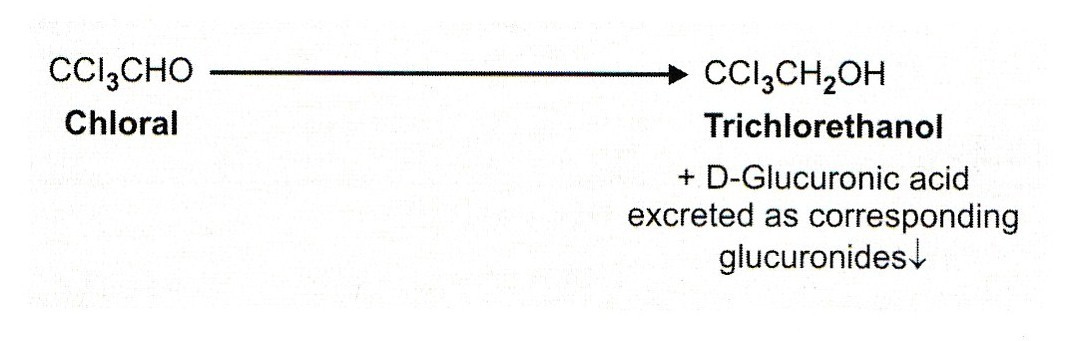 CCl₃CHO → CCl₃CH₂OH
Chloral Trichlorethanol
+ D-Glucuronic acid
excreted as corresponding
glucuronides↓